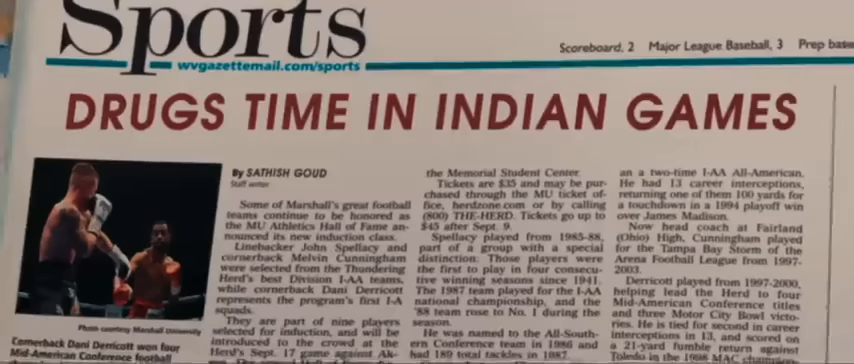 Sports
wvgazettemail.com/sports
Scoreboard, 2 Major League Baseball, 3 Prep
DRUGS TIME IN INDIAN GAMES
By SATHISH GOUD
Staff writer
Some of Marshall's great football
teams continue to be honored as
the MU Athletics Hall of Fame an-
nounced its new induction class.
Linebacker John Spellacy and
cornerback Melvin Cunningham
were selected from the Thundering
Herd's best Division I-AA teams,
while cornerback Dani Derricott
represents the program's first I-A
squads.
They are part of nine players
selected for induction, and will be
introduced to the crowd at the
Herd's Sept. 17 game against Ak-
the Memorial Student Center.
Tickets are $35 and may be pur-
chased through the MU ticket of-
fice, herdzone.com or by calling
(800) THE-HERD. Tickets go up to
$45 after Sept. 9.
Spellacy played from 1985-88,
part of a group with a special
distinction: Those players were
the first to play in four consecu-
tive winning seasons since 1941.
The 1987 team played for the I-AA
national championship, and the
'88 team rose to No. 1 during the
season.
He was named to the All-South-
ern Conference team in 1986 and
had 189 total tackles in 1987.
an a two-time I-AA All-American.
He had 13 career interceptions,
returning one of them 100 yards for
a touchdown in a 1994 playoff win
over James Madison.
Now head coach at Fairland
(Ohio) High, Cunningham played
for the Tampa Bay Storm of the
Arena Football League from 1997-
2003.
Derricott played from 1997-2000,
helping lead the Herd to four
Mid-American Conference titles
and three Motor City Bowl victo-
ries. He is tied for second in career
interceptions in 13, and scored on
a 21-yard fumble return against
Toledo in the 1998 MAC
Photo courtesy Marshall University
Cornerback Dani Derricott won four
Mid-American Conference football